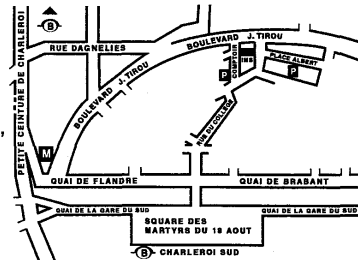 B
RUE DAGNELIES
BOULEVARD J. TIROU
COMPTOIR
INS
PLACE ALBERT
P
P
BOULEVARD J. TIROU
PETITE CEINTURE DE CHARLEROI
RUE DU COLLEGE
M
QUAI DE FLANDRE
QUAI DE BRABANT
QUAI DE LA GARE DU SUD
QUAI DE LA GARE DU SUD
SQUARE DES
MARTYRS DU 18 AOUT
B CHARLEROI SUD